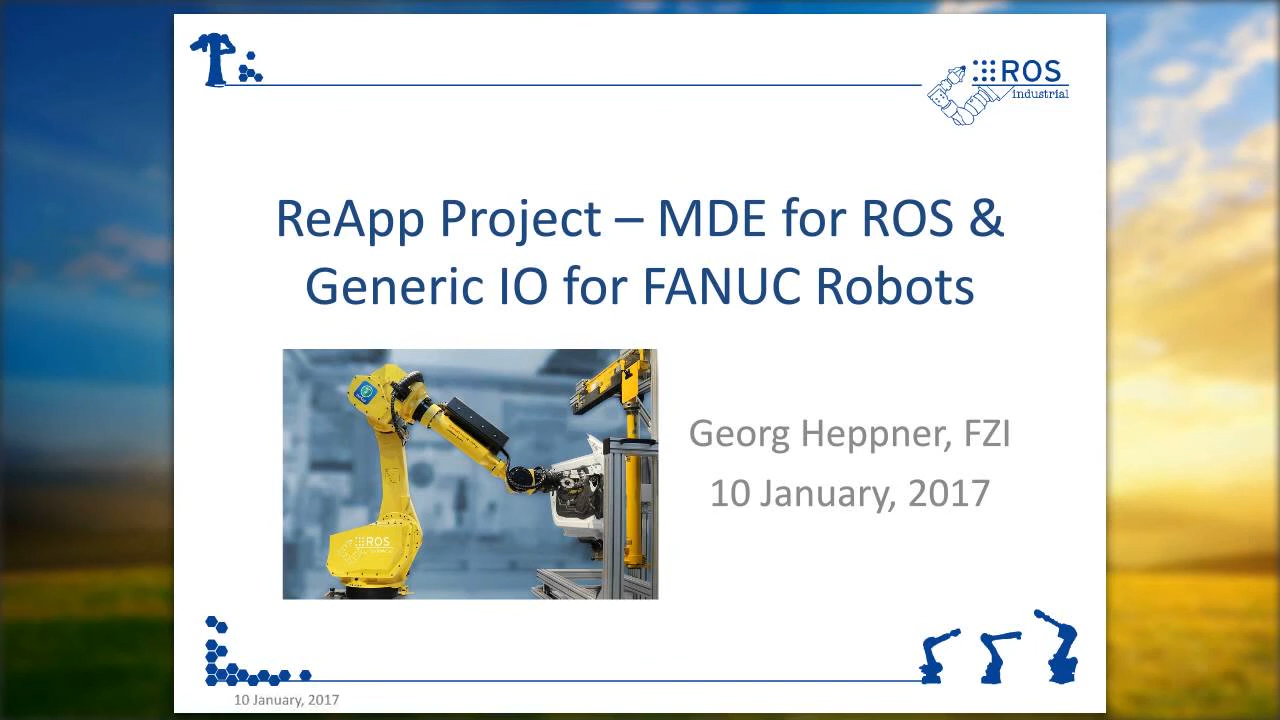 ROS
industrial
ReApp Project – MDE for ROS &
Generic IO for FANUC Robots
ROS
Georg Heppner, FZI
10 January, 2017
10 January, 2017